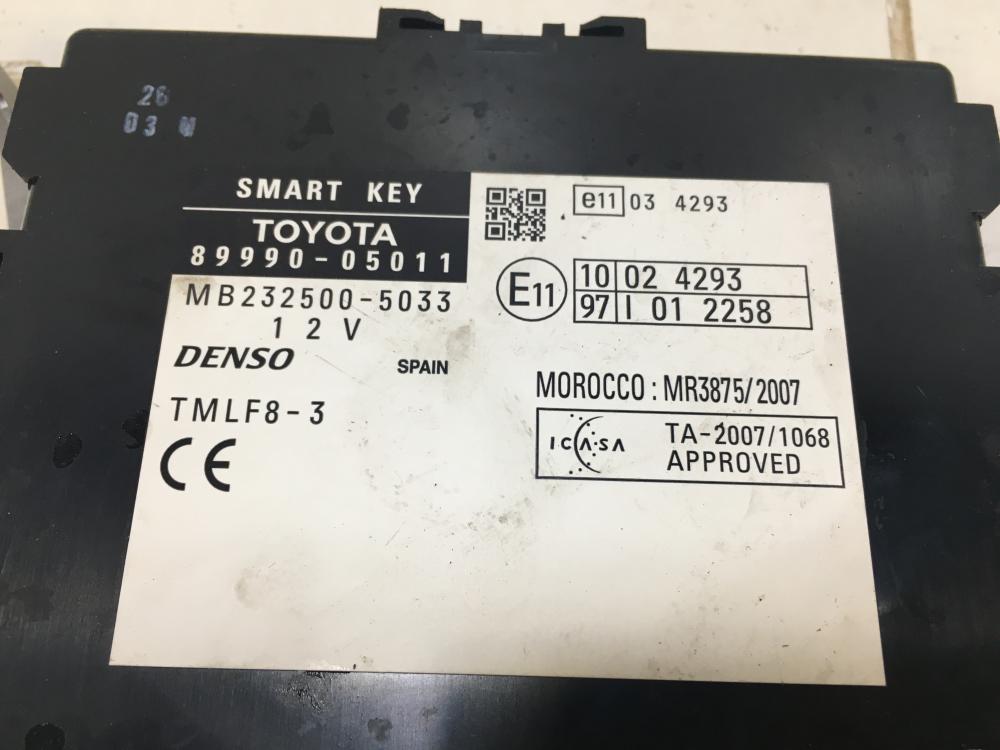 26
03 W
SMART KEY
TOYOTA
89990-05011
MB232500-5033
12V
DENSO SPAIN
TMLF8-3
CE
e11 03 4293
E11
10 02 4293
97 I 01 2258
MOROCCO : MR3875/2007
ICASA TA-2007/1068
APPROVED